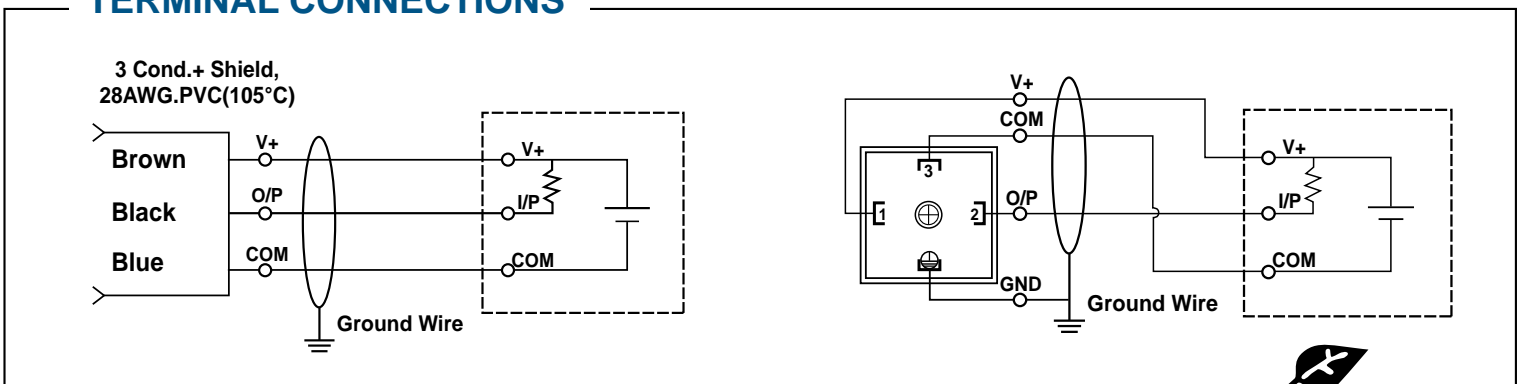 TERMINAL CONNECTIONS
3 Cond.+ Shield,
28AWG.PVC(105°C)
Brown
Black
Blue
V+
O/P
COM
V+
I/P
COM
Ground Wire
V+
COM
3
1
2
O/P
GND
Ground Wire
V+
I/P
COM